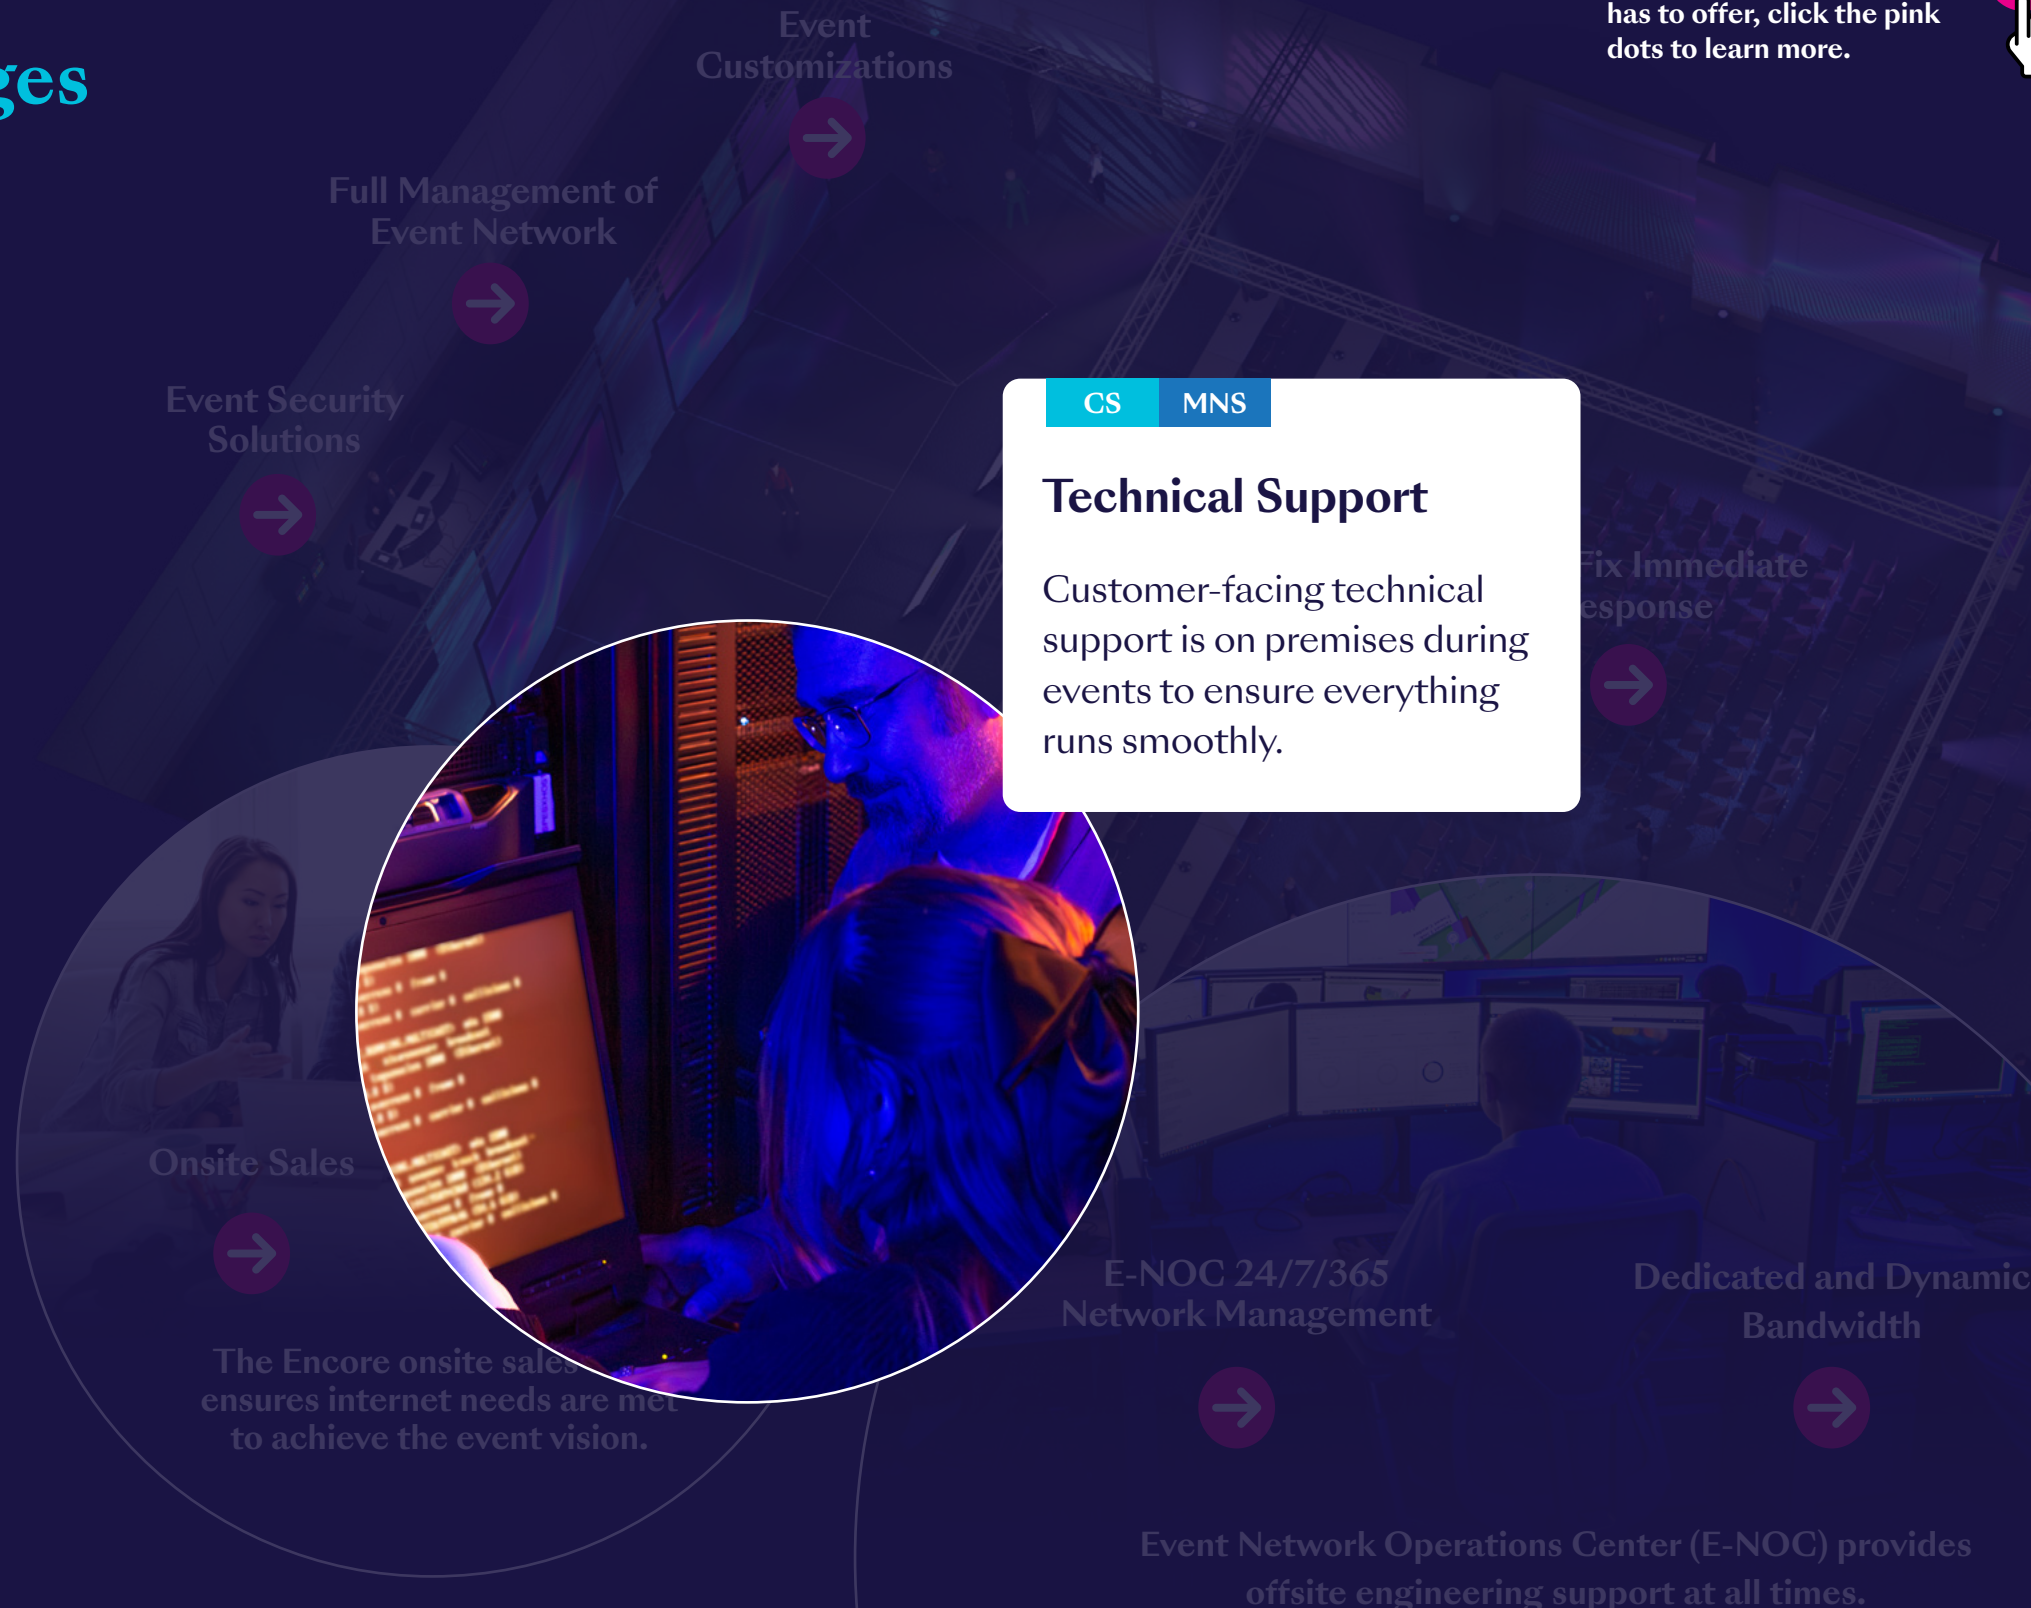 has to offer, click the pink
dots to learn more.
Event
Customizations
Full Management of
Event Network
Event Security
Solutions
CS MNS
Technical Support
Customer-facing technical
support is on premises during
events to ensure everything
runs smoothly.
Fix Immediate
Onsite Sales
The Encore onsite sales
ensures internet needs are met
to achieve the event vision.
E-NOC 24/7/365
Network Management
Dedicated and Dynamic
Bandwidth
Event Network Operations Center (E-NOC) provides
offsite engineering support at all times.